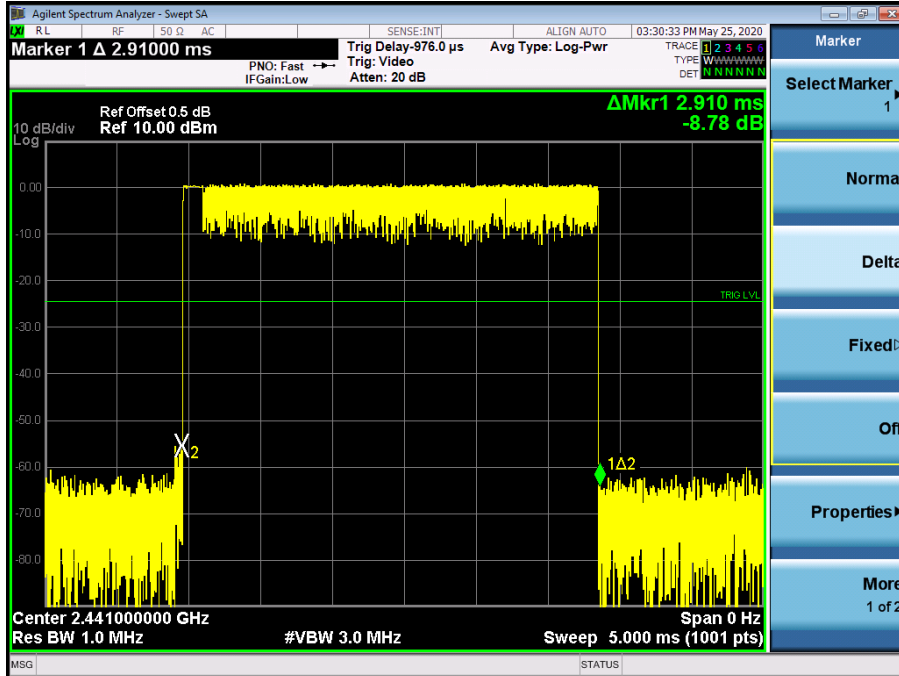 Agilent Spectrum Analyzer - Swept SA
LXI RL RF 50 Ω AC SENSE:INT ALIGN AUTO 03:30:33 PM May 25, 2020
Marker 1 Δ 2.91000 ms
PNO: Fast
IFGain:Low
Trig Delay-976.0 µs
Trig: Video
Atten: 20 dB
Avg Type: Log-Pwr
TRACE 1 2 3 4 5 6
TYPE WWWWWW
DET N N N N N N
ΔMkr1 2.910 ms
-8.78 dB
Ref Offset 0.5 dB
10 dB/div Ref 10.00 dBm
Log
0.00
-10.0
-20.0
TRIG LVL
-30.0
-40.0
-50.0
2
-60.0
1Δ2
-70.0
-80.0
Center 2.441000000 GHz Span 0 Hz
Res BW 1.0 MHz #VBW 3.0 MHz Sweep 5.000 ms (1001 pts)
MSG STATUS
Marker
Select Marker
1
Norma
Delta
Fixed
Off
Properties
More
1 of 2